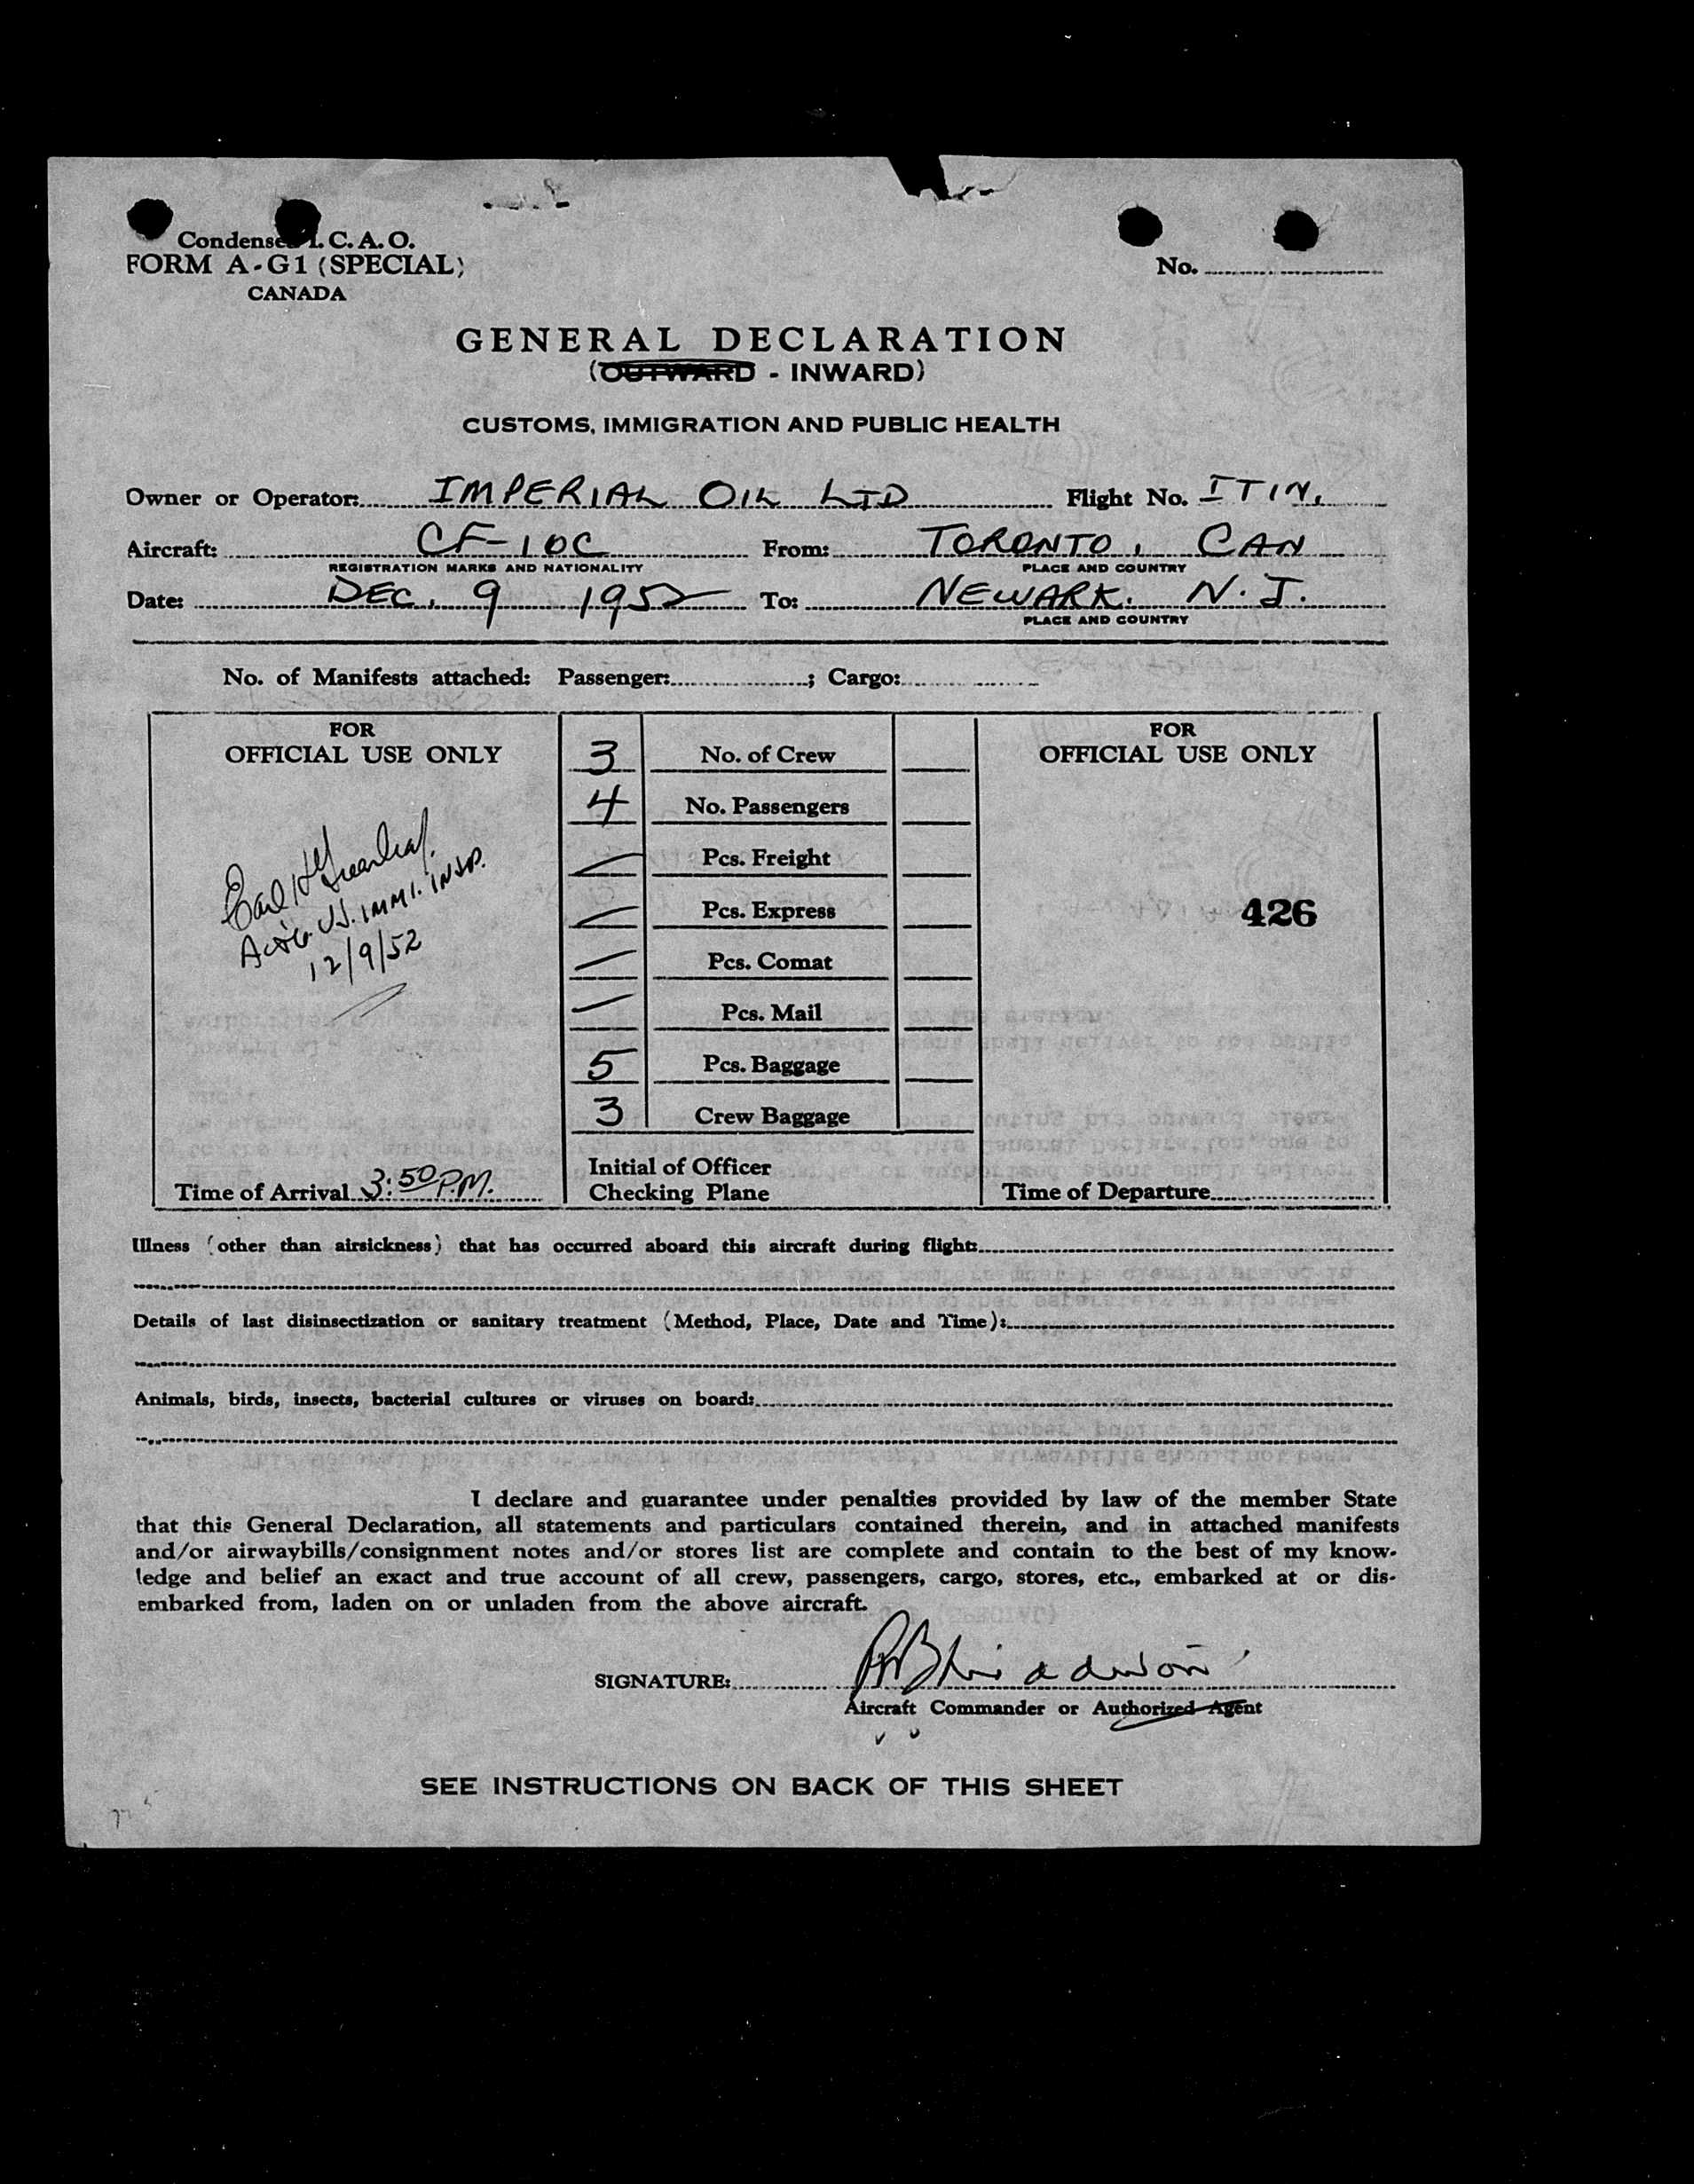 Condensed I. C. A. O.
FORM A-G1 (SPECIAL)
CANADA
No.
GENERAL DECLARATION
(OUTWARD - INWARD)
CUSTOMS, IMMIGRATION AND PUBLIC HEALTH
Owner or Operator: IMPERIAL OIL LTD Flight No. ITIN.
Aircraft: CF-IOC From: TORONTO, CAN
REGISTRATION MARKS AND NATIONALITY PLACE AND COUNTRY
Date: DEC. 9 1952 To: NEWARK. N. J.
PLACE AND COUNTRY
No. of Manifests attached: Passenger: ; Cargo:
FOR
OFFICIAL USE ONLY
Earl H
U.S. IMMI. INSP.
12/9/52
Time of Arrival 3:50 P.M.
3 No. of Crew
4 No. Passengers
Pcs. Freight
Pcs. Express
Pcs. Comat
Pcs. Mail
5 Pcs. Baggage
3 Crew Baggage
Initial of Officer
Checking Plane
FOR
OFFICIAL USE ONLY
426
Time of Departure
Illness (other than airsickness) that has occurred aboard this aircraft during flight:
Details of last disinsectization or sanitary treatment (Method, Place, Date and Time):
Animals, birds, insects, bacterial cultures or viruses on board:
I declare and guarantee under penalties provided by law of the member State
that this General Declaration, all statements and particulars contained therein, and in attached manifests
and/or airwaybills/consignment notes and/or stores list are complete and contain to the best of my know-
ledge and belief an exact and true account of all crew, passengers, cargo, stores, etc., embarked at or dis-
embarked from, laden on or unladen from the above aircraft.
SIGNATURE:
Aircraft Commander or Authorized Agent
SEE INSTRUCTIONS ON BACK OF THIS SHEET